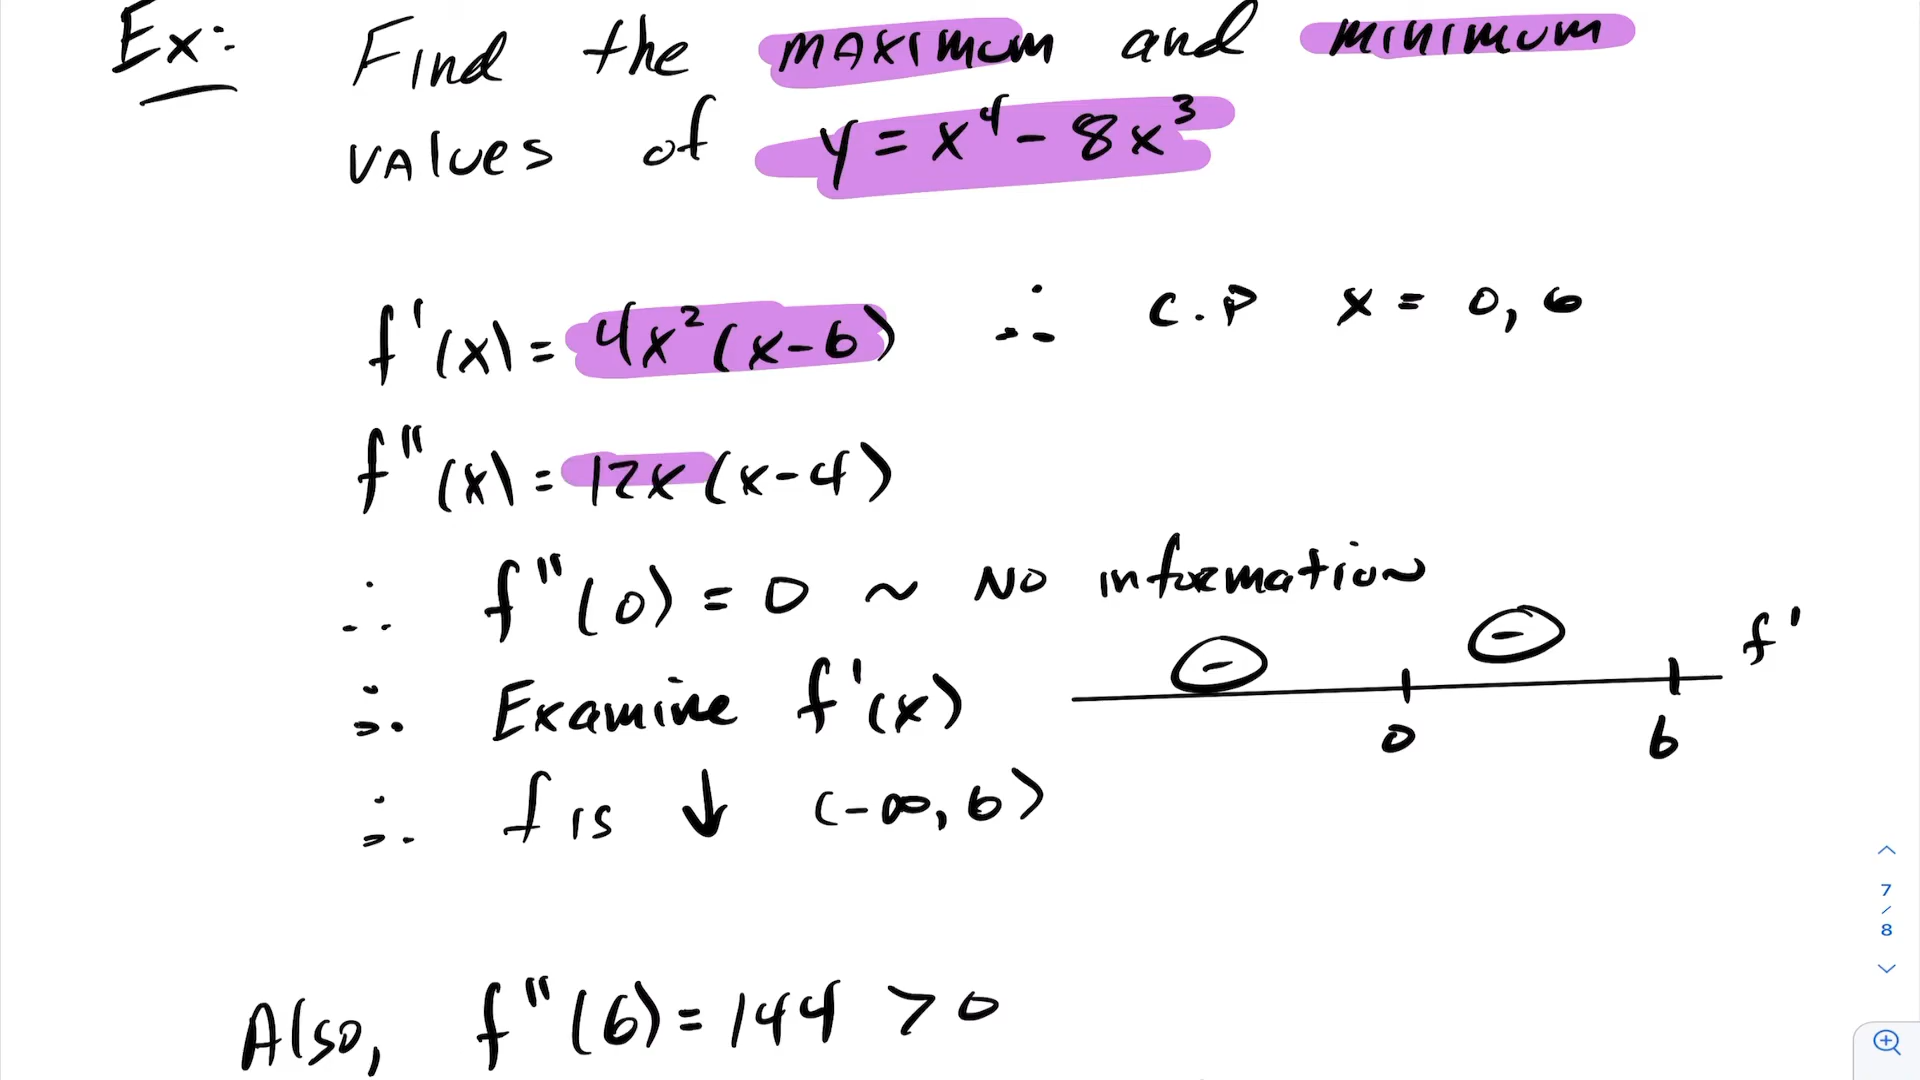 Ex: Find the maximum and minimum
values of y = x⁴ - 8x³
f'(x) = 4x²(x-6) ∴ C.P x = 0, 6
f''(x) = 12x(x-4)
∴ f''(0) = 0 ~ No information
∴ Examine f'(x)
⊖ ⊖ f'
0 6
∴ f is ↓ (-∞, 6)
Also, f''(6) = 144 > 0
7
/
8